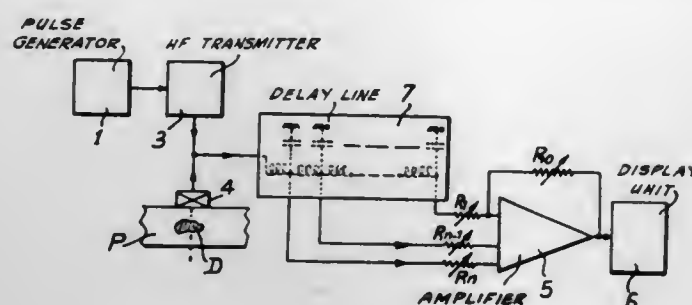 PULSE
GENERATOR
HF TRANSMITTER
DELAY LINE
7
1
3
4
P
D
R1
Rn-1
Rn
Ro
DISPLAY
UNIT
AMPLIFIER
5
6